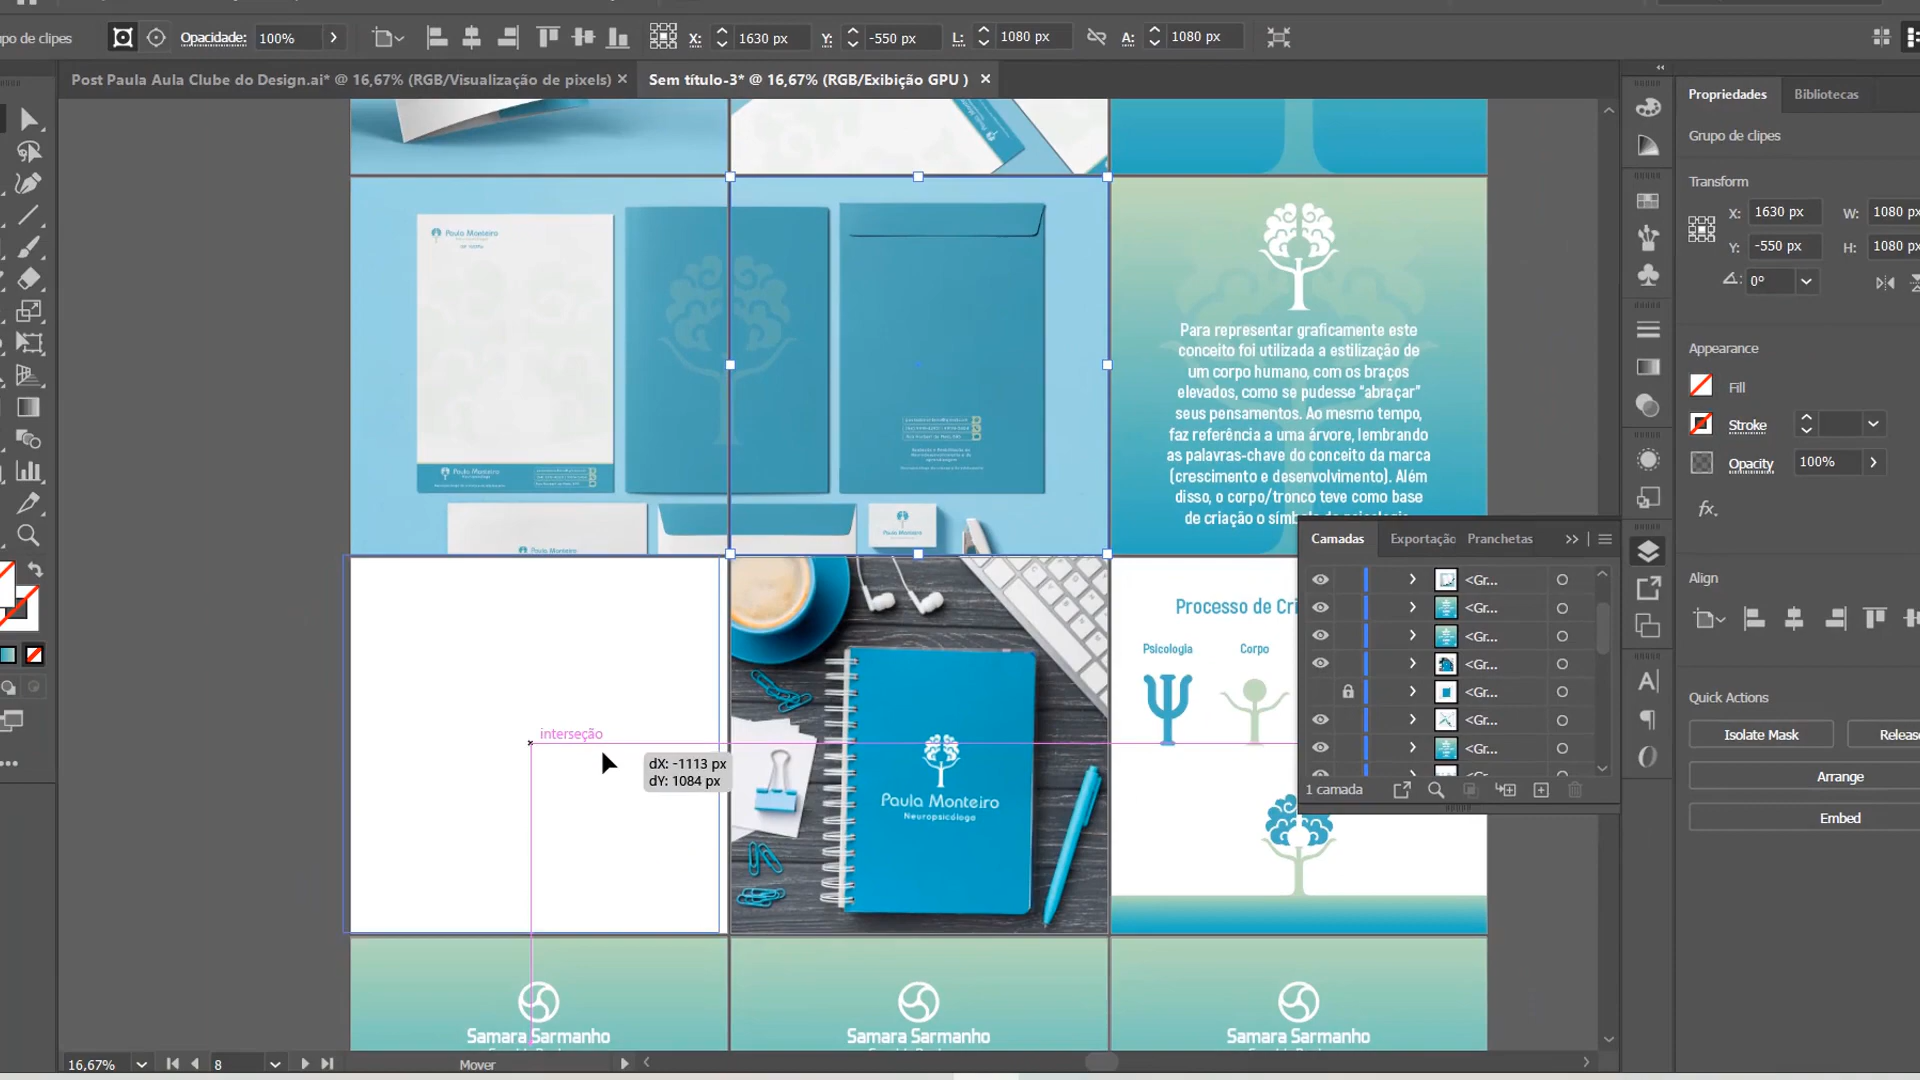 po de clipes
Opacidade:
100%
X:
1630 px
Y:
-550 px
L:
1080 px
A:
1080 px
Post Paula Aula Clube do Design.ai* @ 16,67% (RGB/Visualização de pixels)
Sem título-3* @ 16,67% (RGB/Exibição GPU )
Propriedades
Bibliotecas
Grupo de clipes
Transform
X:
1630 px
W:
1080 px
Y:
-550 px
H:
1080 px
0°
Appearance
Fill
Stroke
Opacity
100%
fx.
Align
Quick Actions
Isolate Mask
Release
Arrange
Embed
Paula Monteiro
Paula Monteiro
Para representar graficamente este
conceito foi utilizada a estilização de
um corpo humano, com os braços
elevados, como se pudesse “abraçar”
seus pensamentos. Ao mesmo tempo,
faz referência a uma árvore, lembrando
as palavras-chave do conceito da marca
(crescimento e desenvolvimento). Além
disso, o corpo/tronco teve como base
de criação o símb
Camadas
Exportação
Pranchetas
<Gr...
<Gr...
<Gr...
<Gr...
<Gr...
<Gr...
<Gr...
1 camada
Processo de Cri
Psicologia
Corpo
interseção
dX: -1113 px
dY: 1084 px
Paula Monteiro
Neuropsicóloga
Samara Sarmanho
Samara Sarmanho
Samara Sarmanho
16,67%
8
Mover